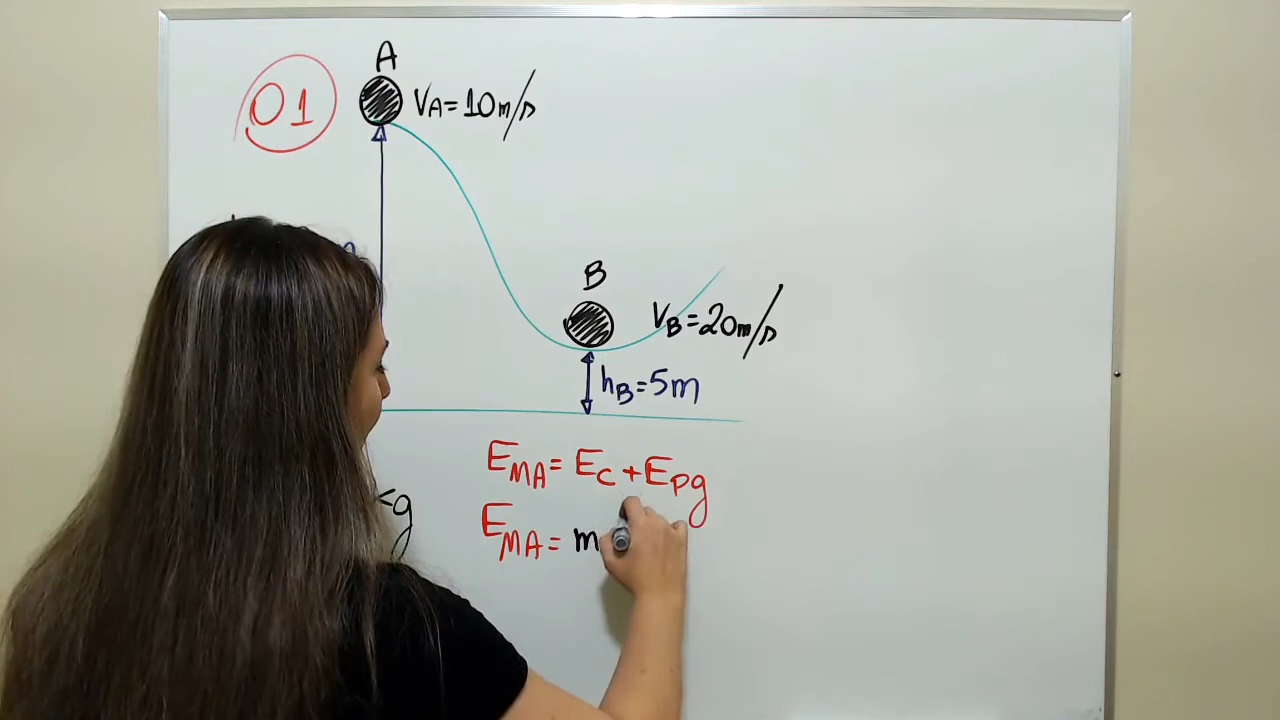 A
01
VA=10m/s
B
VB=20m/s
hB=5m
EMA=EC+EPg
g
EMA=m